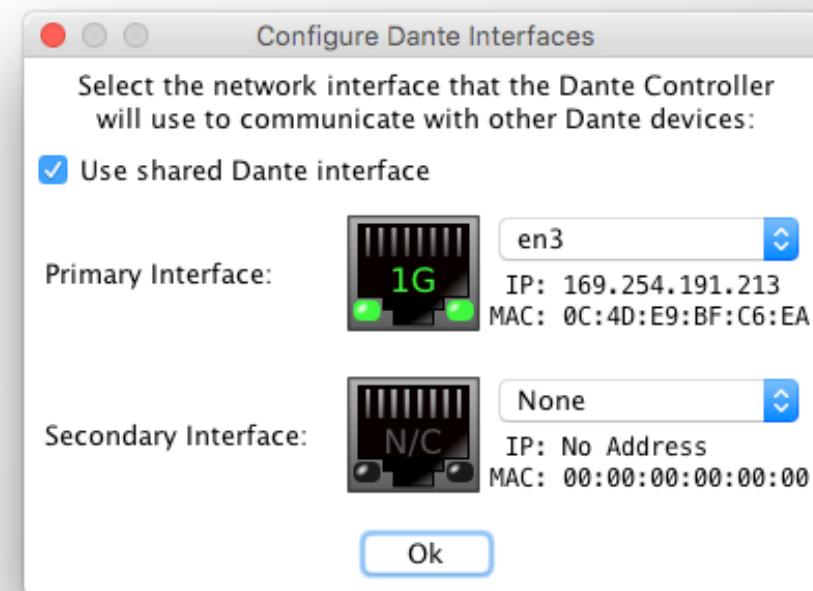 Configure Dante Interfaces
Select the network interface that the Dante Controller
will use to communicate with other Dante devices:
Use shared Dante interface
Primary Interface:
1G
en3
IP: 169.254.191.213
MAC: 0C:4D:E9:BF:C6:EA
Secondary Interface:
N/C
None
IP: No Address
MAC: 00:00:00:00:00:00
Ok